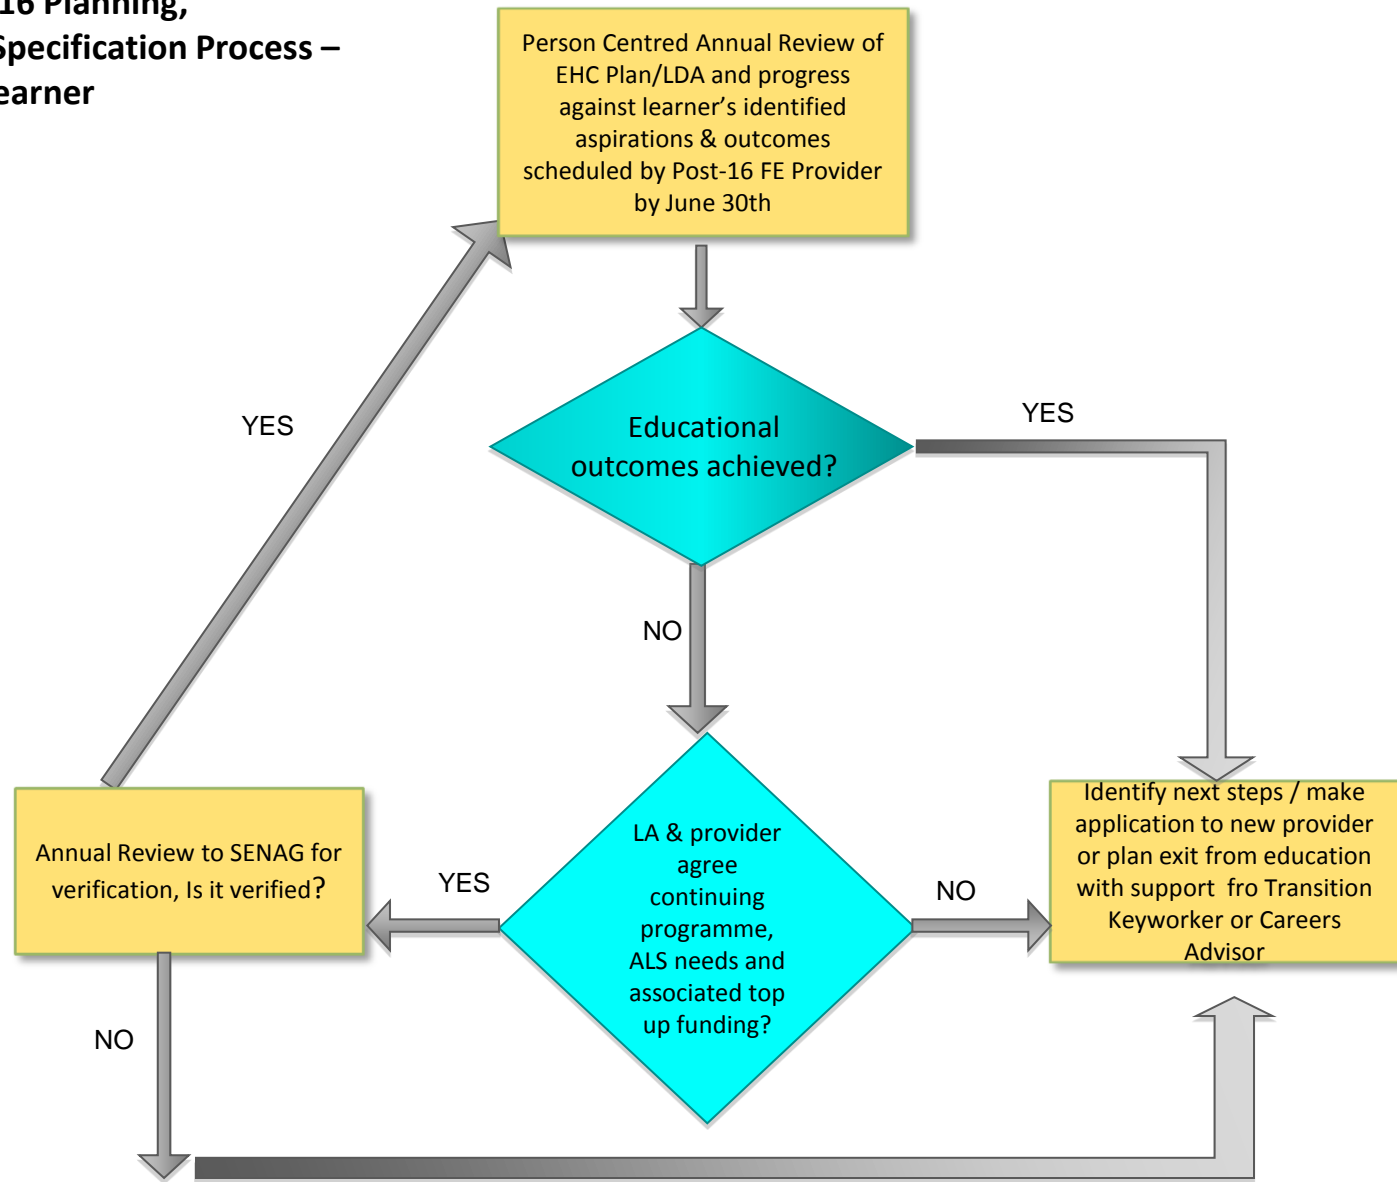 16 Planning,
Specification Process –
earner
Person Centred Annual Review of
EHC Plan/LDA and progress
against learner’s identified
aspirations & outcomes
scheduled by Post-16 FE Provider
by June 30th
YES
Educational
outcomes achieved?
YES
NO
Annual Review to SENAG for
verification, Is it verified?
YES
LA & provider
agree
continuing
programme,
ALS needs and
associated top
up funding?
NO
Identify next steps / make
application to new provider
or plan exit from education
with support fro Transition
Keyworker or Careers
Advisor
NO